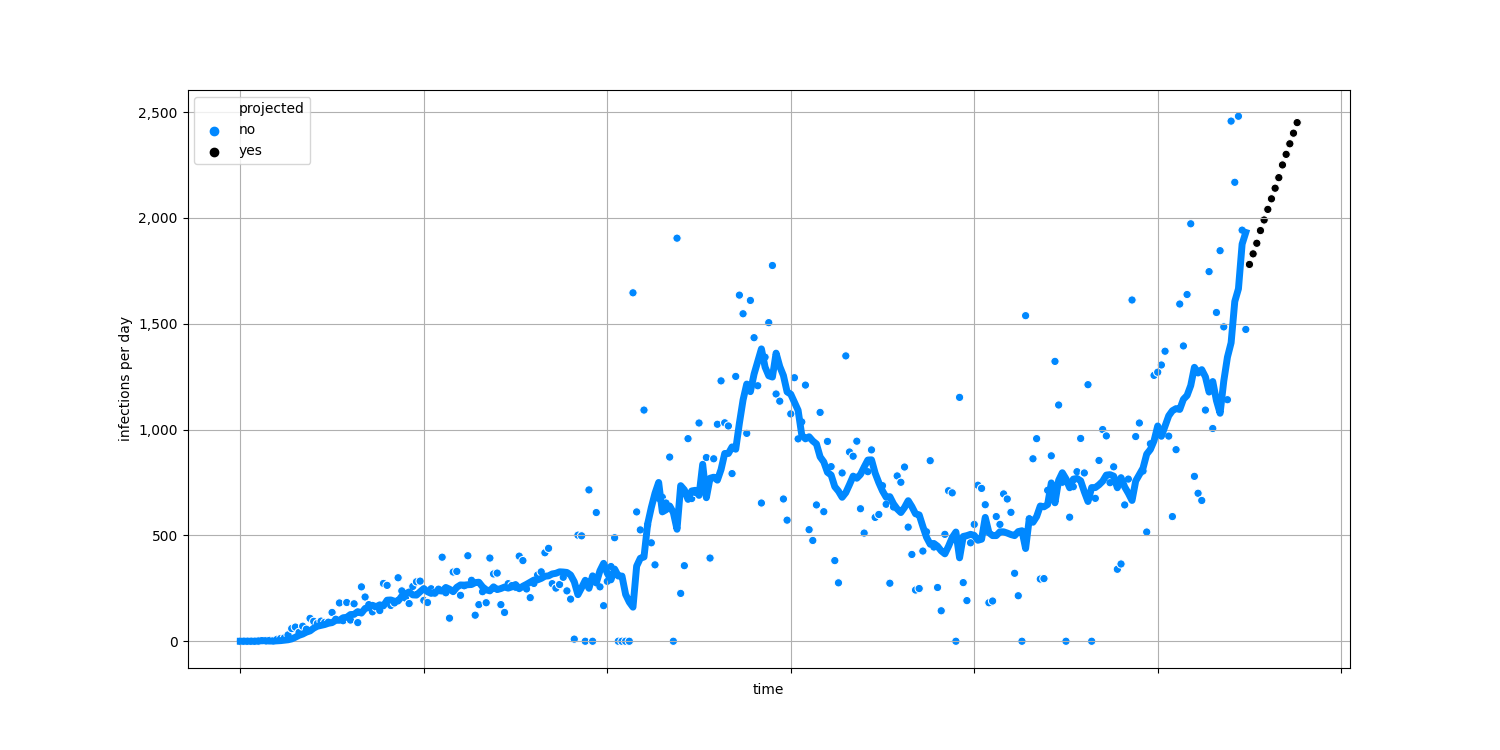 projected
no
yes
2,500
2,000
1,500
1,000
500
0
infections per day
time